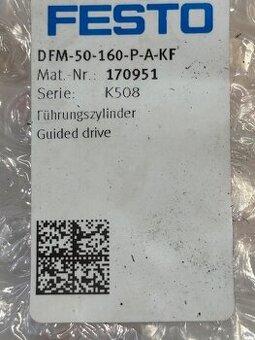 FESTO
DFM-50-160-P-A-KF
Mat.-Nr.: 170951
Serie: K508
Führungszylinder
Guided drive